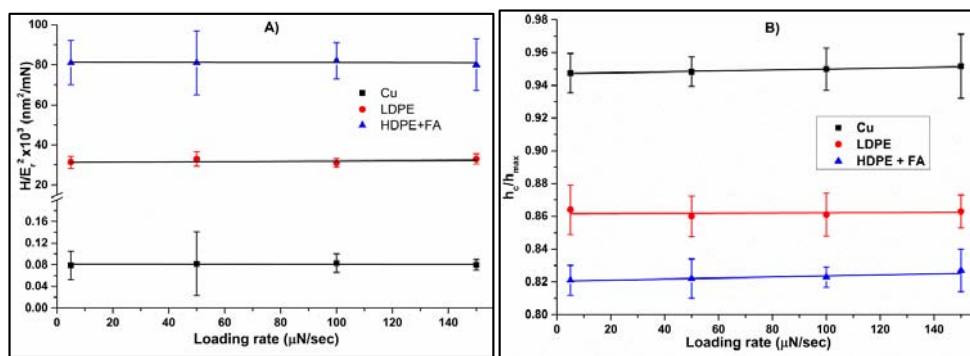 A)
H/E_r^2 x10^3 (nm^2/mN)
100
80
60
40
20
0.16
0.12
0.08
0.04
0.00
Cu
LDPE
HDPE+FA
0 20 40 60 80 100 120 140
Loading rate (μN/sec)
B)
h_c/h_max
0.98
0.96
0.94
0.92
0.90
0.88
0.86
0.84
0.82
0.80
Cu
LDPE
HDPE + FA
0 20 40 60 80 100 120 140
Loading rate (μN/sec)